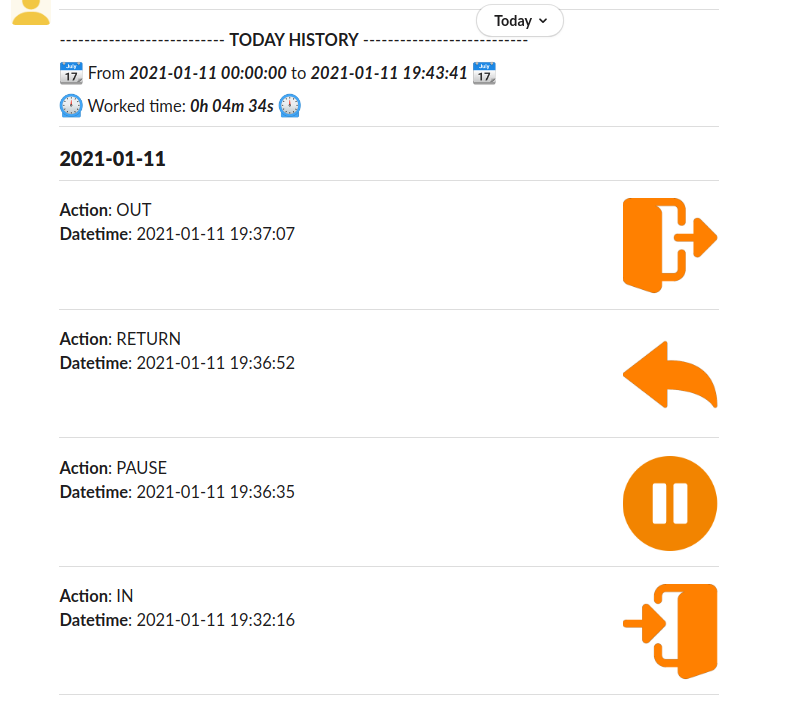 Today
--------------------------- TODAY HISTORY ---------------------------
July 17 From 2021-01-11 00:00:00 to 2021-01-11 19:43:41 July 17
Worked time: 0h 04m 34s
2021-01-11
Action: OUT
Datetime: 2021-01-11 19:37:07
Action: RETURN
Datetime: 2021-01-11 19:36:52
Action: PAUSE
Datetime: 2021-01-11 19:36:35
Action: IN
Datetime: 2021-01-11 19:32:16